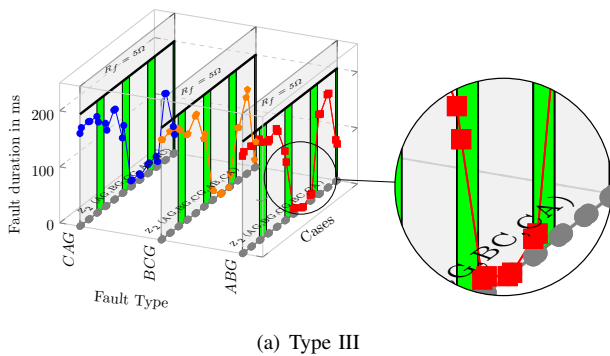 Fault duration in ms
200
100
0
Rf = 5Ω
Rf = 5Ω
Rf = 5Ω
CAG
BCG
ABG
Fault Type
Cases
G,BC,CA)
(a) Type III